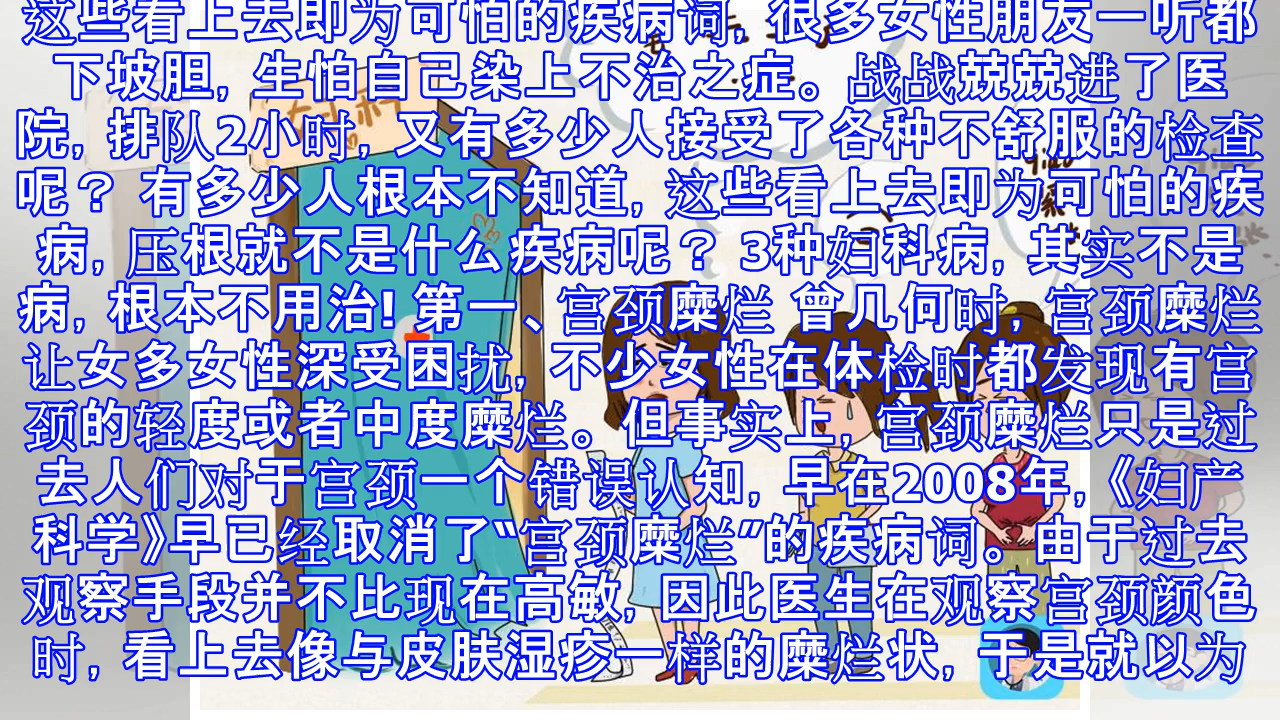 这些看上去即为可怕的疾病词, 很多女性朋友一听都
下坡胆, 生怕自己染上不治之症。战战兢兢进了医
院, 排队2小时, 又有多少人接受了各种不舒服的检查
呢？ 有多少人根本不知道, 这些看上去即为可怕的疾
病, 压根就不是什么疾病呢？ 3种妇科病, 其实不是
病, 根本不用治! 第一、宫颈糜烂 曾几何时, 宫颈糜烂
让女多女性深受困扰, 不少女性在体检时都发现有宫
颈的轻度或者中度糜烂。但事实上, 宫颈糜烂只是过
去人们对于宫颈一个错误认知, 早在2008年,《妇产
科学》早已经取消了“宫颈糜烂”的疾病词。由于过去
观察手段并不比现在高敏, 因此医生在观察宫颈颜色
时, 看上去像与皮肤湿疹一样的糜烂状, 于是就以为